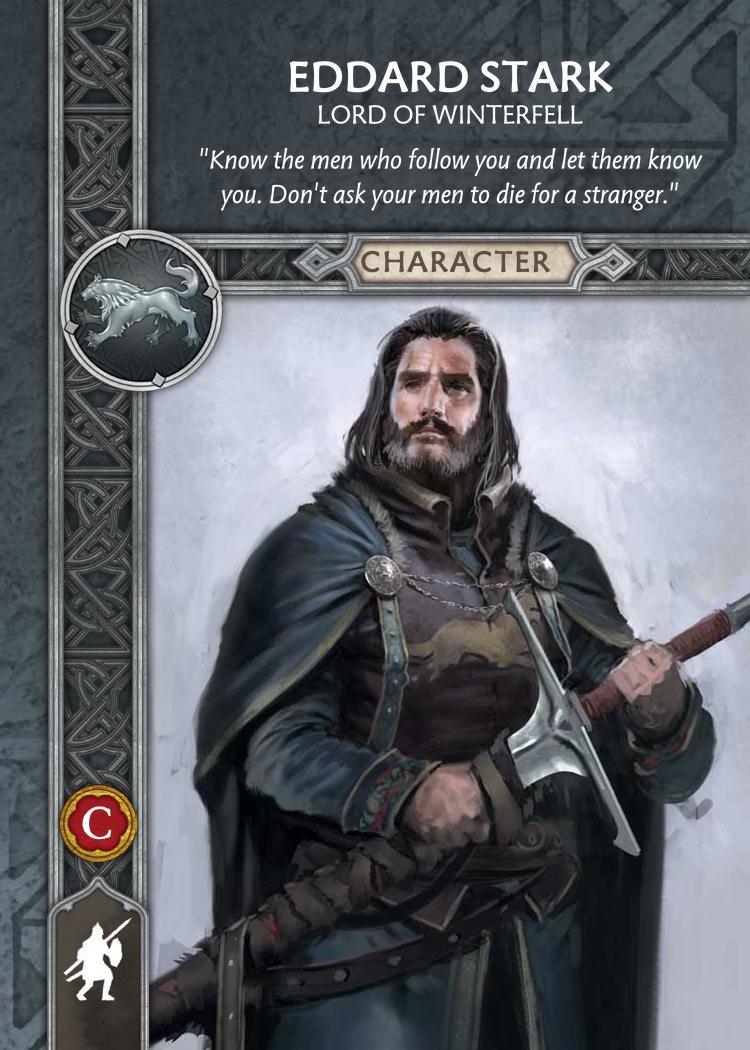 EDDARD STARK
LORD OF WINTERFELL
"Know the men who follow you and let them know
you. Don't ask your men to die for a stranger."
CHARACTER
C